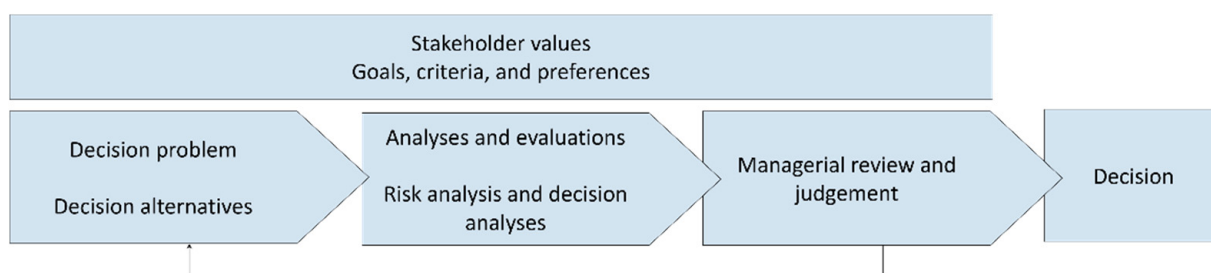 Stakeholder values
Goals, criteria, and preferences
Decision problem
Decision alternatives
Analyses and evaluations
Risk analysis and decision
analyses
Managerial review and
judgement
Decision